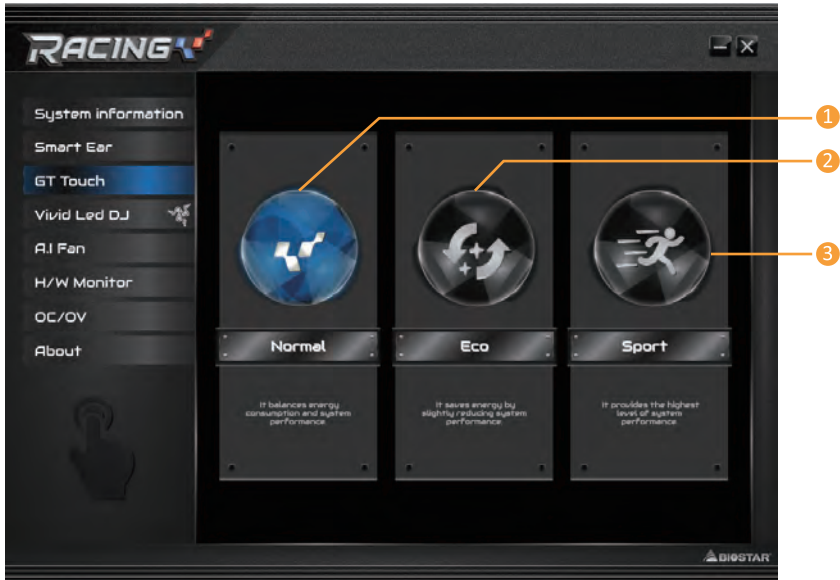 RACING
System information
Smart Ear
GT Touch
Vivid Led DJ
A.I Fan
H/W Monitor
OC/OV
About
1
2
3
Normal
Eco
Sport
It balances energy
consumption and system
performance
It saves energy by
slightly reducing system
performance
It provides the highest
level of system
performance
BIOSTAR